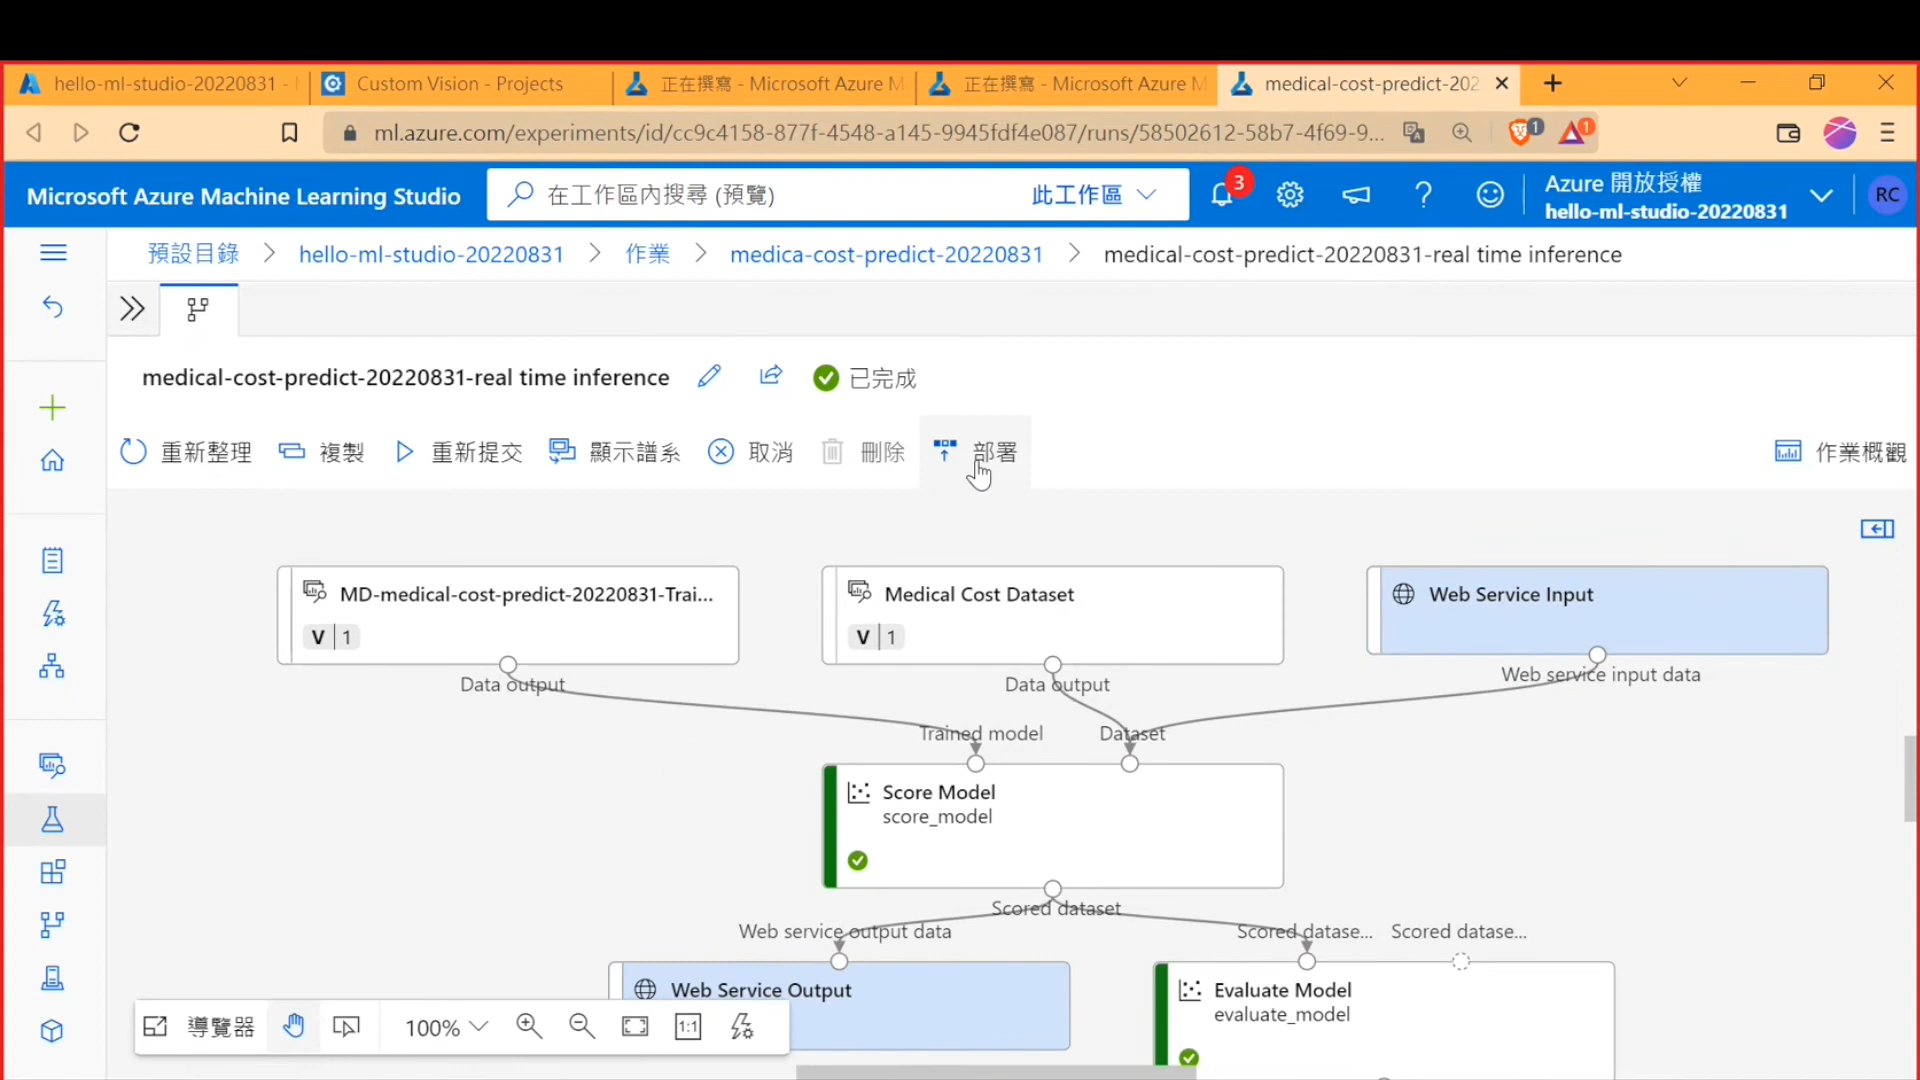 hello-ml-studio-20220831 -
Custom Vision - Projects
正在撰寫 - Microsoft Azure M
正在撰寫 - Microsoft Azure M
medical-cost-predict-202
ml.azure.com/experiments/id/cc9c4158-877f-4548-a145-9945fdf4e087/runs/58502612-58b7-4f69-9...
1
1
Microsoft Azure Machine Learning Studio
在工作區內搜尋 (預覽)
此工作區
3
Azure 開放授權
hello-ml-studio-20220831
RC
預設目錄 > hello-ml-studio-20220831 > 作業 > medica-cost-predict-20220831 > medical-cost-predict-20220831-real time inference
medical-cost-predict-20220831-real time inference
已完成
重新整理 複製 重新提交 顯示譜系 取消 刪除 部署 作業概觀
MD-medical-cost-predict-20220831-Trai...
V 1
Medical Cost Dataset
V 1
Web Service Input
Data output
Data output
Web service input data
Trained model
Dataset
Score Model
score_model
Scored dataset
Web service output data
Scored datase...
Scored datase...
Web Service Output
Evaluate Model
evaluate_model
導覽器
100%
1:1